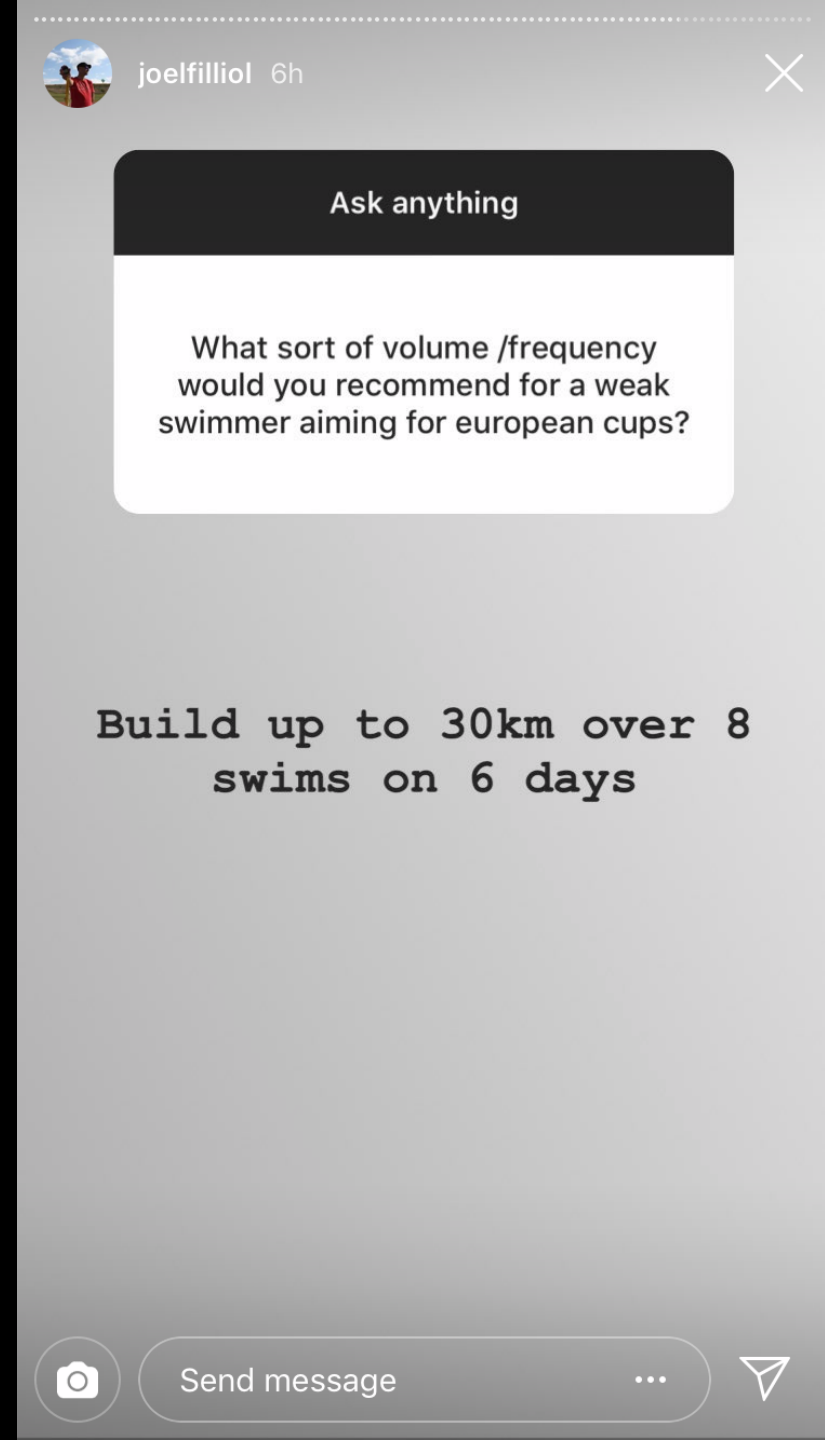 joelfilliol 6h
Ask anything
What sort of volume /frequency
would you recommend for a weak
swimmer aiming for european cups?
Build up to 30km over 8
swims on 6 days
Send message